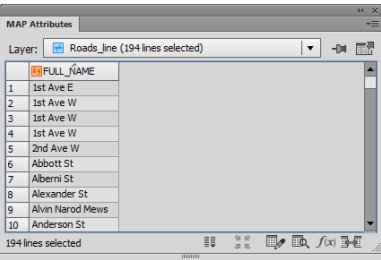 MAP Attributes
Layer: Roads_line (194 lines selected)
FULL_NAME
1 1st Ave E
2 1st Ave W
3 1st Ave W
4 1st Ave W
5 2nd Ave W
6 Abbott St
7 Alberni St
8 Alexander St
9 Alvin Narod Mews
10 Anderson St
194 lines selected f(x)